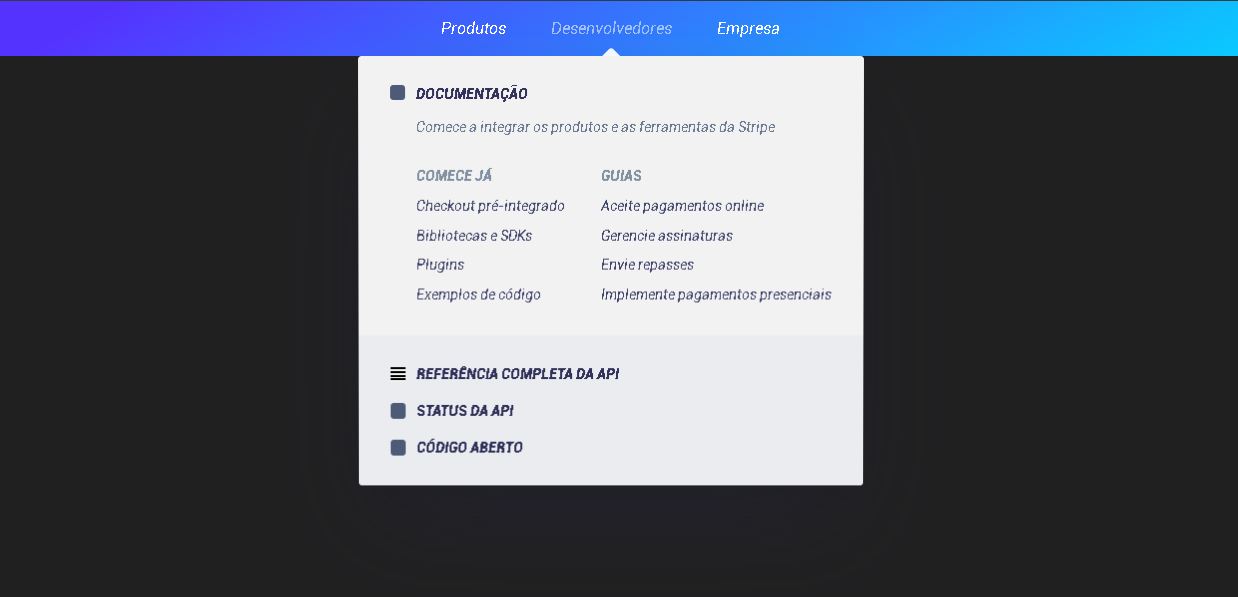 Produtos Desenvolvedores Empresa
DOCUMENTAÇÃO
Comece a integrar os produtos e as ferramentas da Stripe
COMECE JÁ
Checkout pré-integrado
Bibliotecas e SDKs
Plugins
Exemplos de código
GUIAS
Aceite pagamentos online
Gerencie assinaturas
Envie repasses
Implemente pagamentos presenciais
REFERÊNCIA COMPLETA DA API
STATUS DA API
CÓDIGO ABERTO